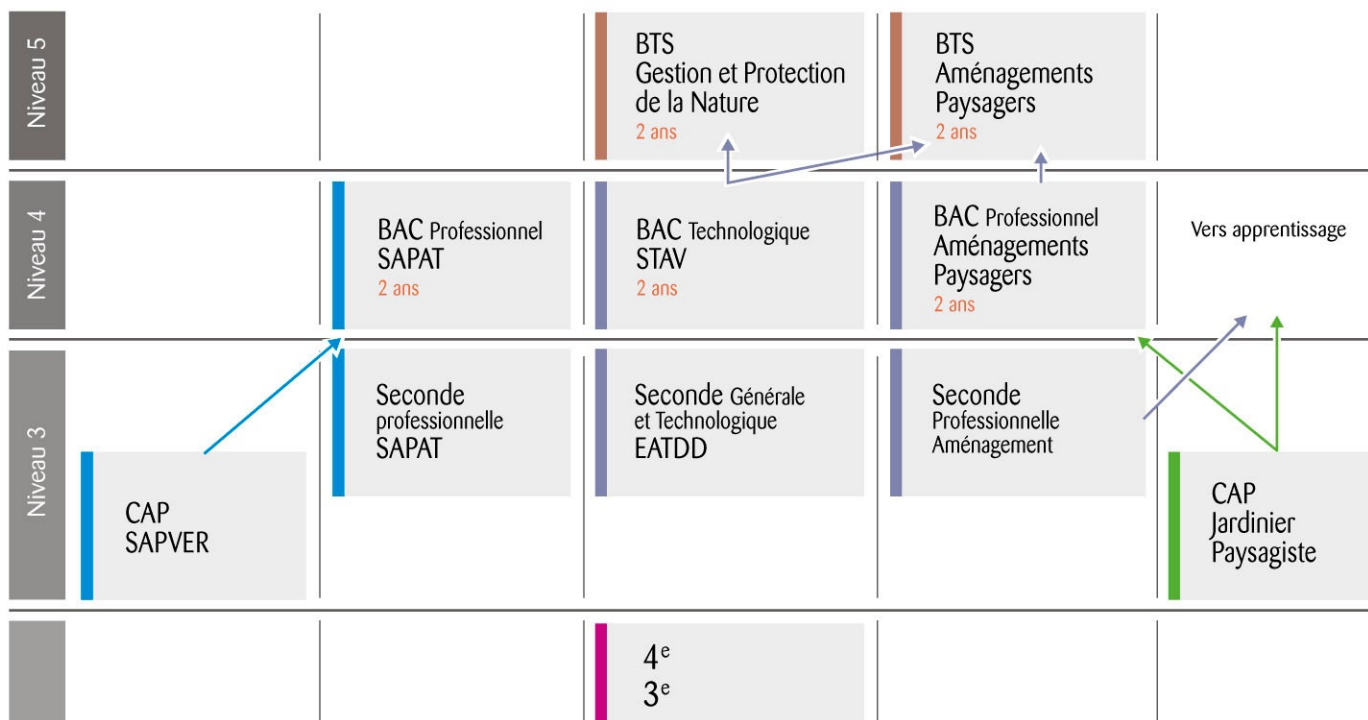 Niveau 5
BTS
Gestion et Protection
de la Nature
2 ans
BTS
Aménagements
Paysagers
2 ans
Niveau 4
BAC Professionnel
SAPAT
2 ans
BAC Technologique
STAV
2 ans
BAC Professionnel
Aménagements
Paysagers
2 ans
Vers apprentissage
Niveau 3
CAP
SAPVER
Seconde
professionnelle
SAPAT
Seconde Générale
et Technologique
EATDD
Seconde
Professionnelle
Aménagement
CAP
Jardinier
Paysagiste
4e
3e